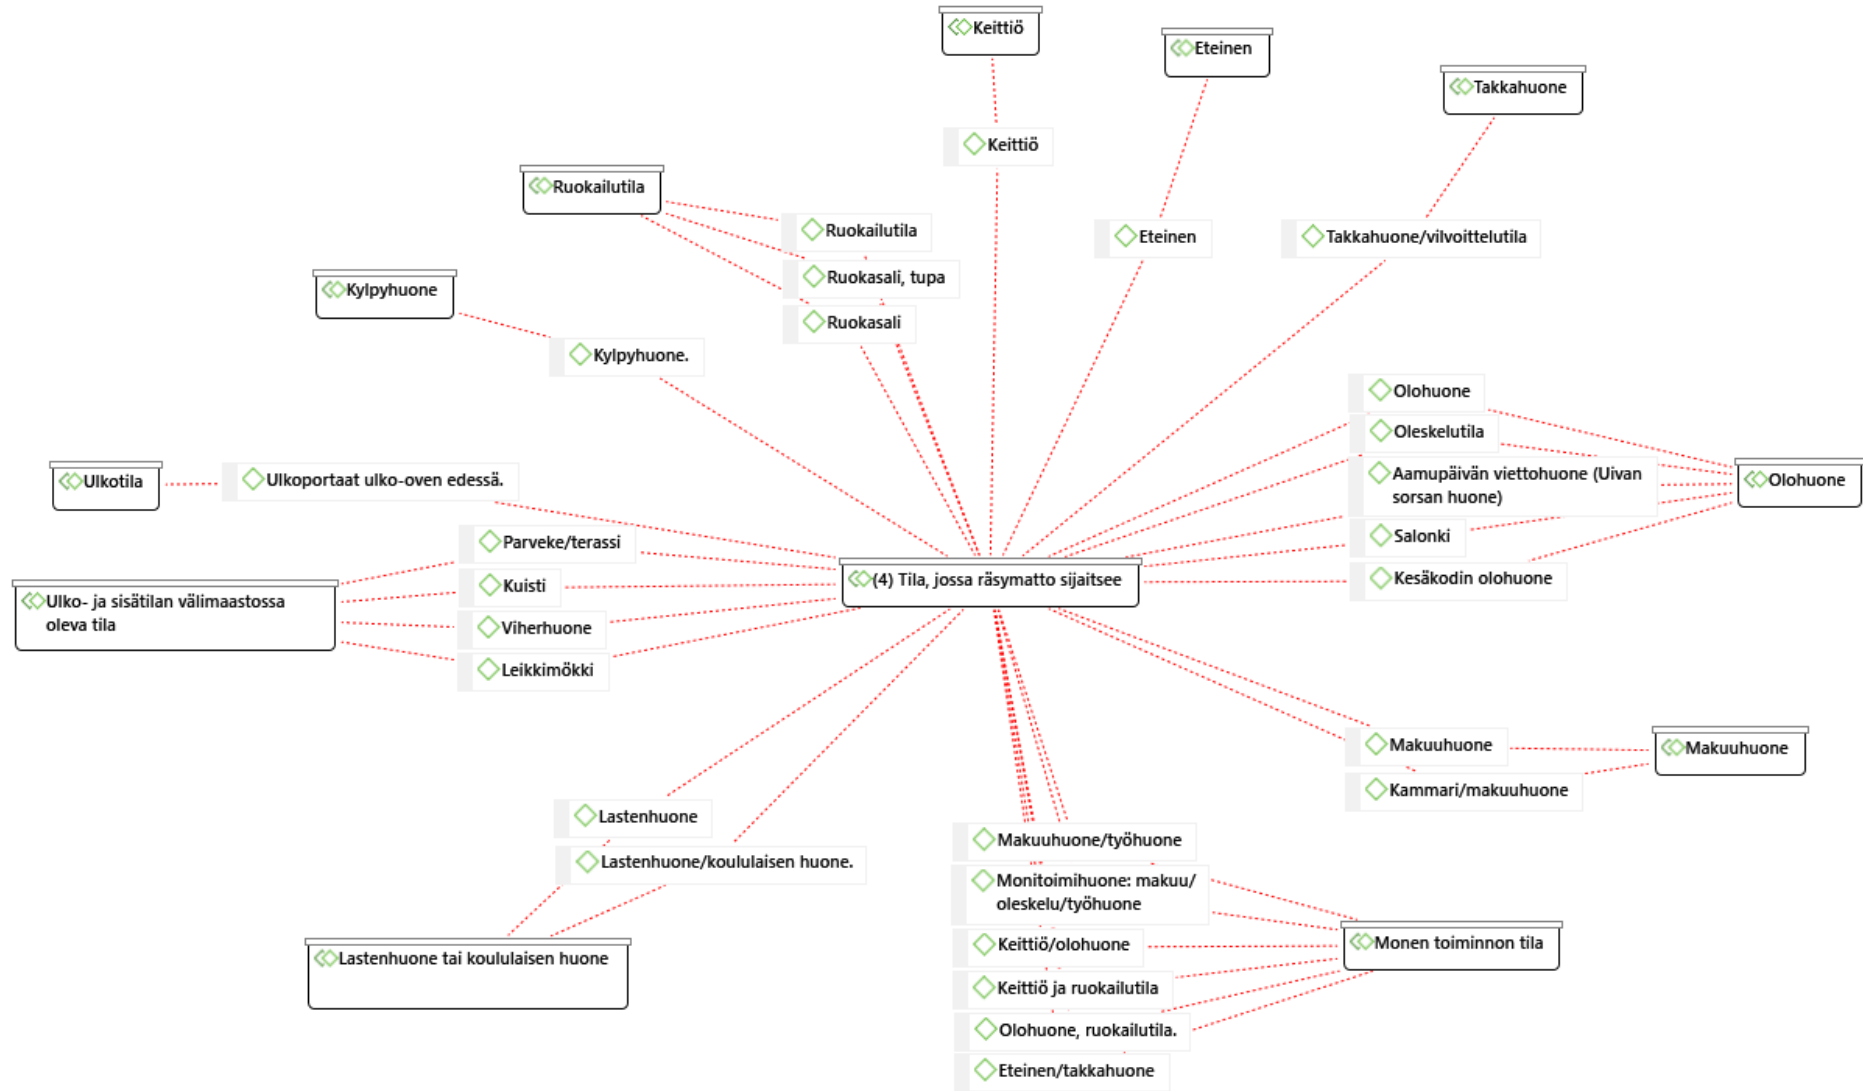 Keittiö
Eteinen
Takkahuone
Keittiö
Ruokailutila
Ruokailutila
Eteinen
Takkahuone/vilvoittelutila
Ruokasali, tupa
Kylpyhuone
Ruokasali
Kylpyhuone.
Olohuone
Oleskelutila
Ulkotila
Ulkoportaat ulko-oven edessä.
Aamupäivän viettohuone (Uivan
sorsan huone)
Olohuone
Salonki
Parveke/terassi
Kesäkodin olohuone
(4) Tila, jossa räsymatto sijaitsee
Kuisti
Ulko- ja sisätilan välimaastossa
oleva tila
Viherhuone
Leikkimökki
Makuuhuone
Makuuhuone
Kammari/makuuhuone
Lastenhuone
Lastenhuone/koululaisen huone.
Makuuhuone/työhuone
Monitoimihuone: makuu/
oleskelu/työhuone
Keittiö/olohuone
Monen toiminnon tila
Lastenhuone tai koululaisen huone
Keittiö ja ruokailutila
Olohuone, ruokailutila.
Eteinen/takkahuone